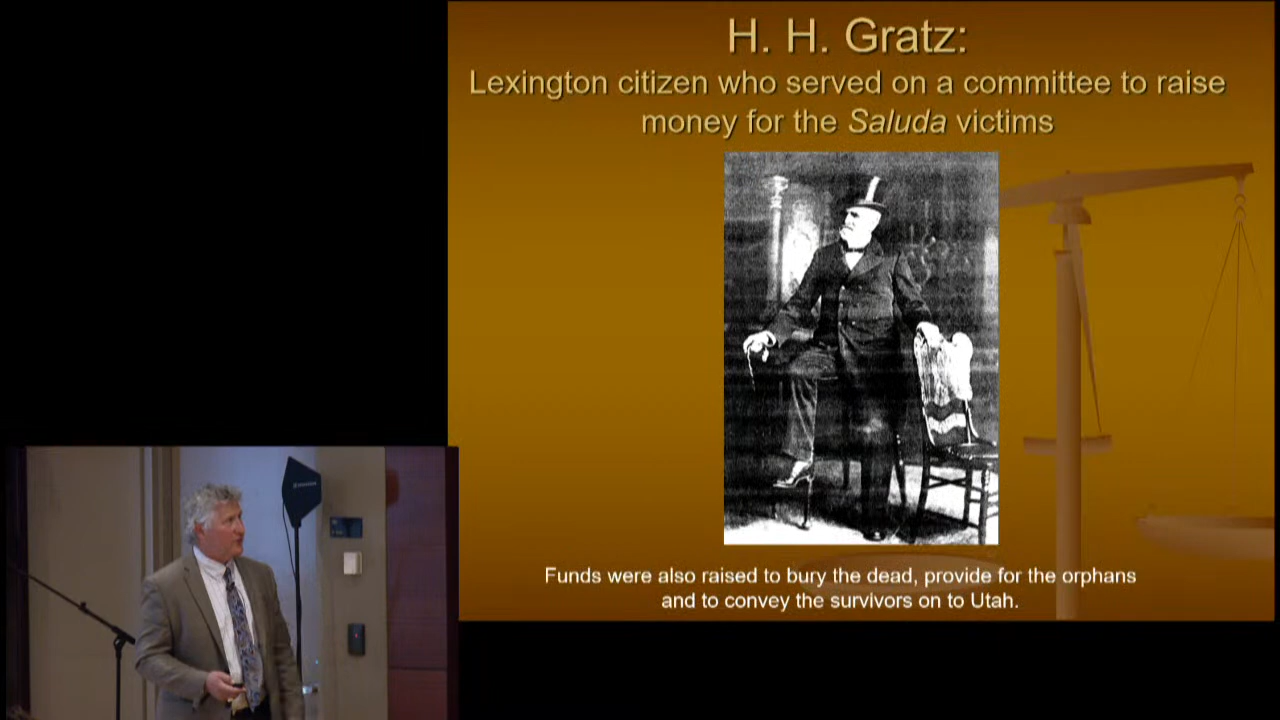 H. H. Gratz:
Lexington citizen who served on a committee to raise
money for the Saluda victims
Funds were also raised to bury the dead, provide for the orphans
and to convey the survivors on to Utah.